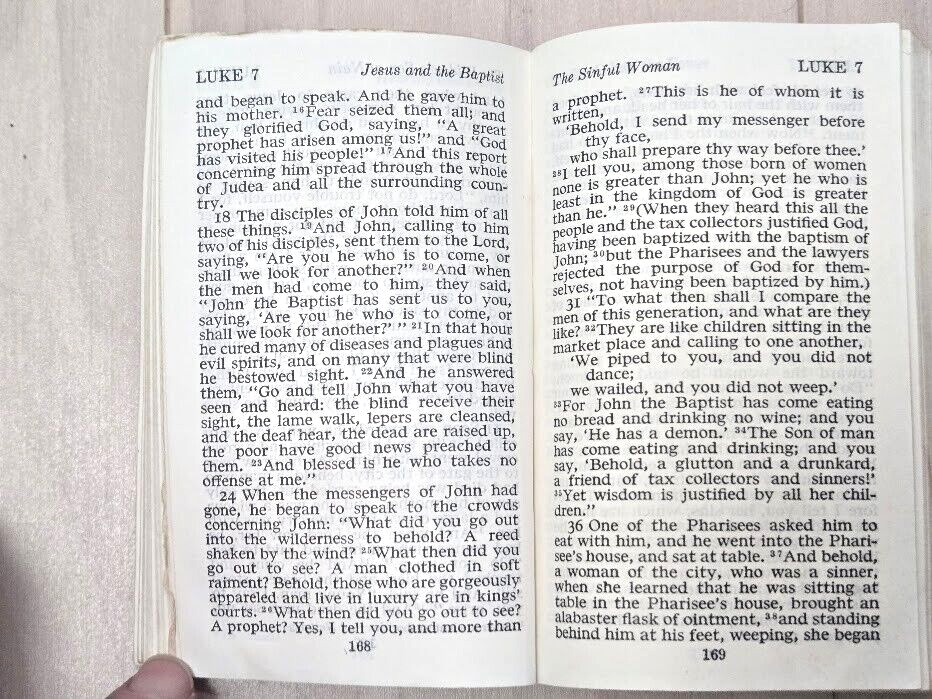 LUKE 7
Jesus and the Baptist
and began to speak. And he gave him to
his mother. ¹⁶Fear seized them all; and
they glorified God, saying, “A great
prophet has arisen among us!” and “God
has visited his people!” ¹⁷And this report
concerning him spread through the whole
of Judea and all the surrounding coun-
try.
18 The disciples of John told him of all
these things. ¹⁹And John, calling to him
two of his disciples, sent them to the Lord,
saying, “Are you he who is to come, or
shall we look for another?” ²⁰And when
the men had come to him, they said,
“John the Baptist has sent us to you,
saying, ‘Are you he who is to come, or
shall we look for another?’ ” ²¹In that hour
he cured many of diseases and plagues and
evil spirits, and on many that were blind
he bestowed sight. ²²And he answered
them, “Go and tell John what you have
seen and heard: the blind receive their
sight, the lame walk, lepers are cleansed,
and the deaf hear, the dead are raised up,
the poor have good news preached to
them. ²³And blessed is he who takes no
offense at me.”
24 When the messengers of John had
gone, he began to speak to the crowds
concerning John: “What did you go out
into the wilderness to behold? A reed
shaken by the wind? ²⁵What then did you
go out to see? A man clothed in soft
raiment? Behold, those who are gorgeously
appareled and live in luxury are in kings’
courts. ²⁶What then did you go out to see?
A prophet? Yes, I tell you, and more than
168
The Sinful Woman
LUKE 7
a prophet. ²⁷This is he of whom it is
written,
‘Behold, I send my messenger before
thy face,
who shall prepare thy way before thee.’
²⁸I tell you, among those born of women
none is greater than John; yet he who is
least in the kingdom of God is greater
than he.” ²⁹(When they heard this all the
people and the tax collectors justified God,
having been baptized with the baptism of
John; ³⁰but the Pharisees and the lawyers
rejected the purpose of God for them-
selves, not having been baptized by him.)
31 “To what then shall I compare the
men of this generation, and what are they
like? ³²They are like children sitting in the
market place and calling to one another,
‘We piped to you, and you did not
dance;
we wailed, and you did not weep.’
³³For John the Baptist has come eating
no bread and drinking no wine; and you
say, ‘He has a demon.’ ³⁴The Son of man
has come eating and drinking; and you
say, ‘Behold, a glutton and a drunkard,
a friend of tax collectors and sinners!’
³⁵Yet wisdom is justified by all her chil-
dren.”
36 One of the Pharisees asked him to
eat with him, and he went into the Phari-
see’s house, and sat at table. ³⁷And behold,
a woman of the city, who was a sinner,
when she learned that he was sitting at
table in the Pharisee’s house, brought an
alabaster flask of ointment, ³⁸and standing
behind him at his feet, weeping, she began
169